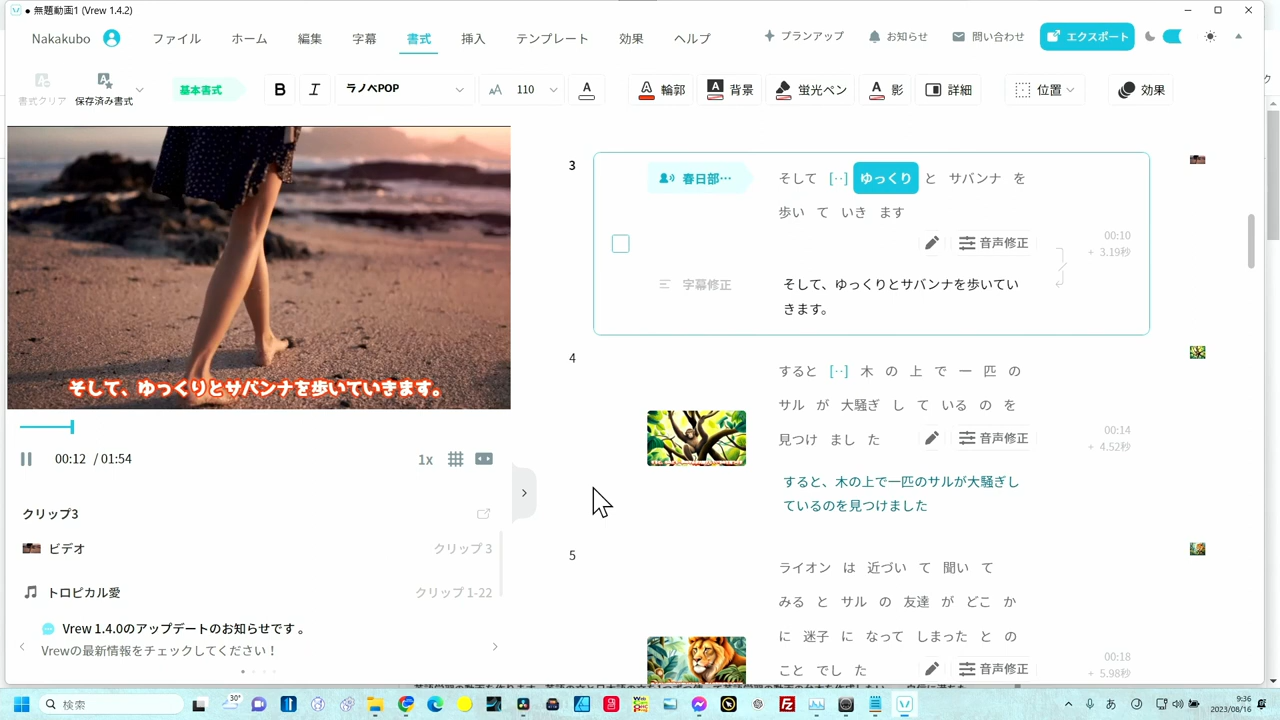 ● 無題動画1 (Vrew 1.4.2)
Nakakubo ファイル ホーム 編集 字幕 書式 挿入 テンプレート 効果 ヘルプ プランアップ お知らせ 問い合わせ エクスポート
書式クリア 保存済み書式 基本書式 B I ラノベPOP 110 輪郭 背景 蛍光ペン 影 詳細 位置 効果
そして、ゆっくりとサバンナを歩いていきます。
00:12 / 01:54 1x
クリップ3
ビデオ クリップ 3
トロピカル愛 クリップ 1-22
Vrew 1.4.0のアップデートのお知らせです 。
Vrewの最新情報をチェックしてください!
3
春日部…
そして [··] ゆっくり と サバンナ を
歩い て いき ます
音声修正
00:10
+ 3.19秒
字幕修正
そして、ゆっくりとサバンナを歩いてい
きます。
4
すると [··] 木 の 上 で 一 匹 の
サル が 大騒ぎ し て いる の を
見つけ まし た 音声修正
00:14
+ 4.52秒
すると、木の上で一匹のサルが大騒ぎし
ているのを見つけました
5
ライオン は 近づい て 聞い て
みる と サル の 友達 が どこ か
に 迷子 に なって しまった と の
こと でし た 音声修正
00:18
+ 5.98秒
検索
30°
あ
9:36
2023/08/16